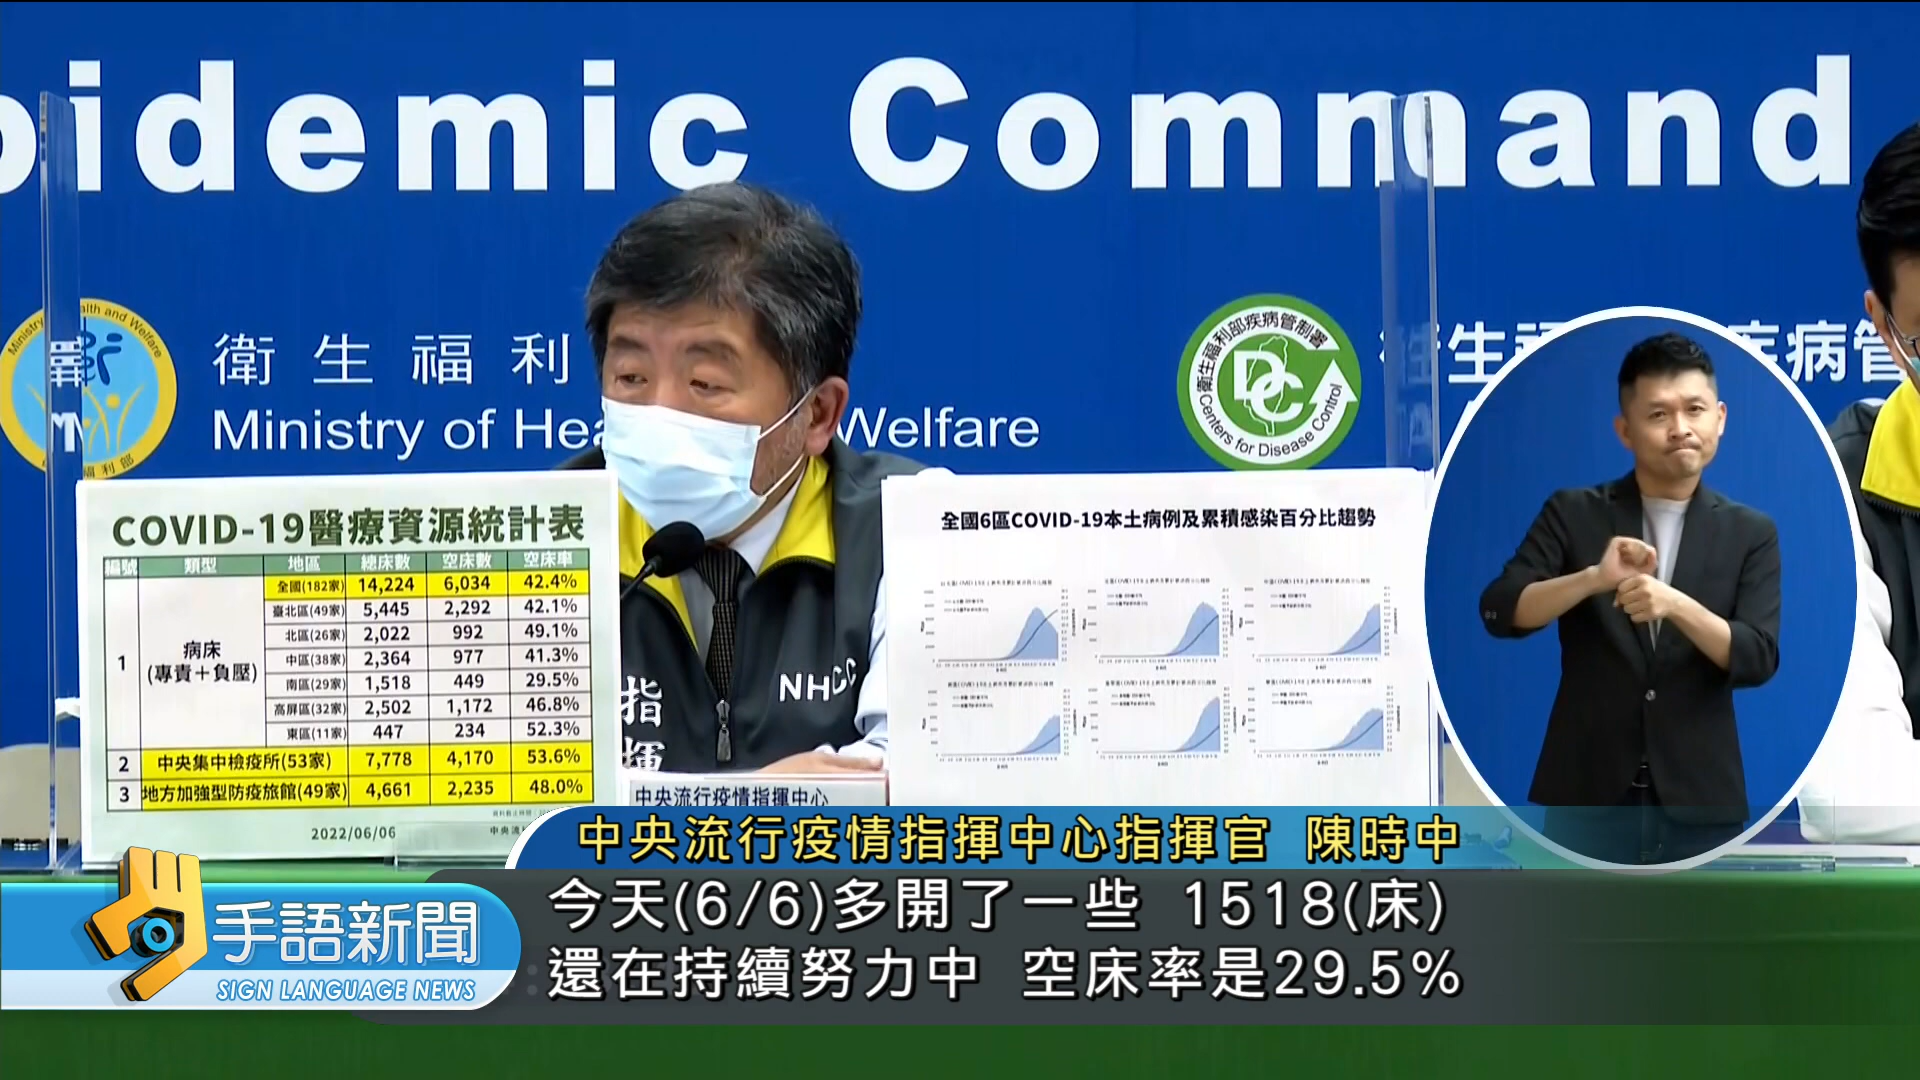 pidemic Command
Ministry of Health and Welfare
衛生福利
Ministry of Hea Welfare
衛生福利部疾病管制署
Centers for Disease Control
CDC
COVID-19醫療資源統計表
編號 類型 地區 總床數 空床數 空床率
1 病床(專責+負壓) 全國(182家) 14,224 6,034 42.4%
臺北區(49家) 5,445 2,292 42.1%
北區(26家) 2,022 992 49.1%
中區(38家) 2,364 977 41.3%
南區(29家) 1,518 449 29.5%
高屏區(32家) 2,502 1,172 46.8%
東區(11家) 447 234 52.3%
2 中央集中檢疫所(53家) 7,778 4,170 53.6%
3 地方加強型防疫旅館(49家) 4,661 2,235 48.0%
2022/06/06
全國6區COVID-19本土病例及累積感染百分比趨勢
NHCC
指揮
中央流行疫情指揮中心
中央流行疫情指揮中心指揮官 陳時中
今天(6/6)多開了一些 1518(床)
還在持續努力中 空床率是29.5%
手語新聞
SIGN LANGUAGE NEWS